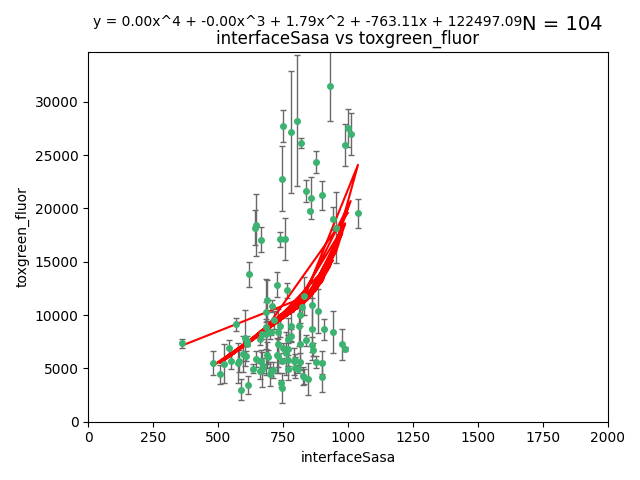 y = 0.00x^4 + -0.00x^3 + 1.79x^2 + -763.11x + 122497.09 N = 104
interfaceSasa vs toxgreen_fluor
30000
25000
20000
15000
10000
5000
0
toxgreen_fluor
0 250 500 750 1000 1250 1500 1750 2000
interfaceSasa